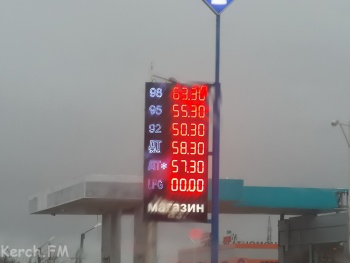 98 63.30
95 55.30
92 50.30
ДТ 58.30
ДТ* 57.30
LPG 00.00
магазин
Kerch.FM